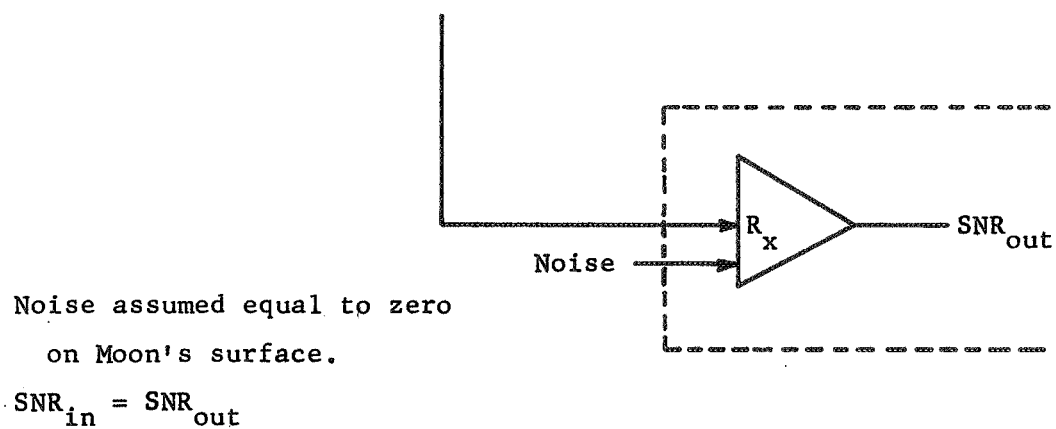 R_x
SNR_out
Noise
Noise assumed equal to zero
on Moon's surface.
SNR_in = SNR_out